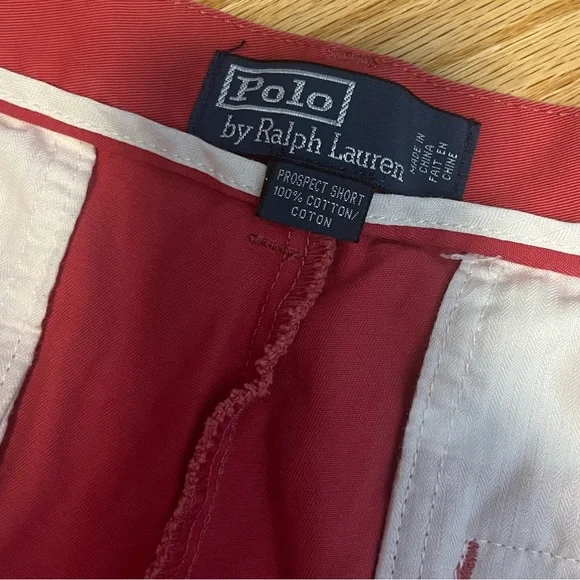 Polo
by Ralph Lauren
MADE IN
CHINA
FAIT EN
CHINE
PROSPECT SHORT
100% COTTON/
COTON